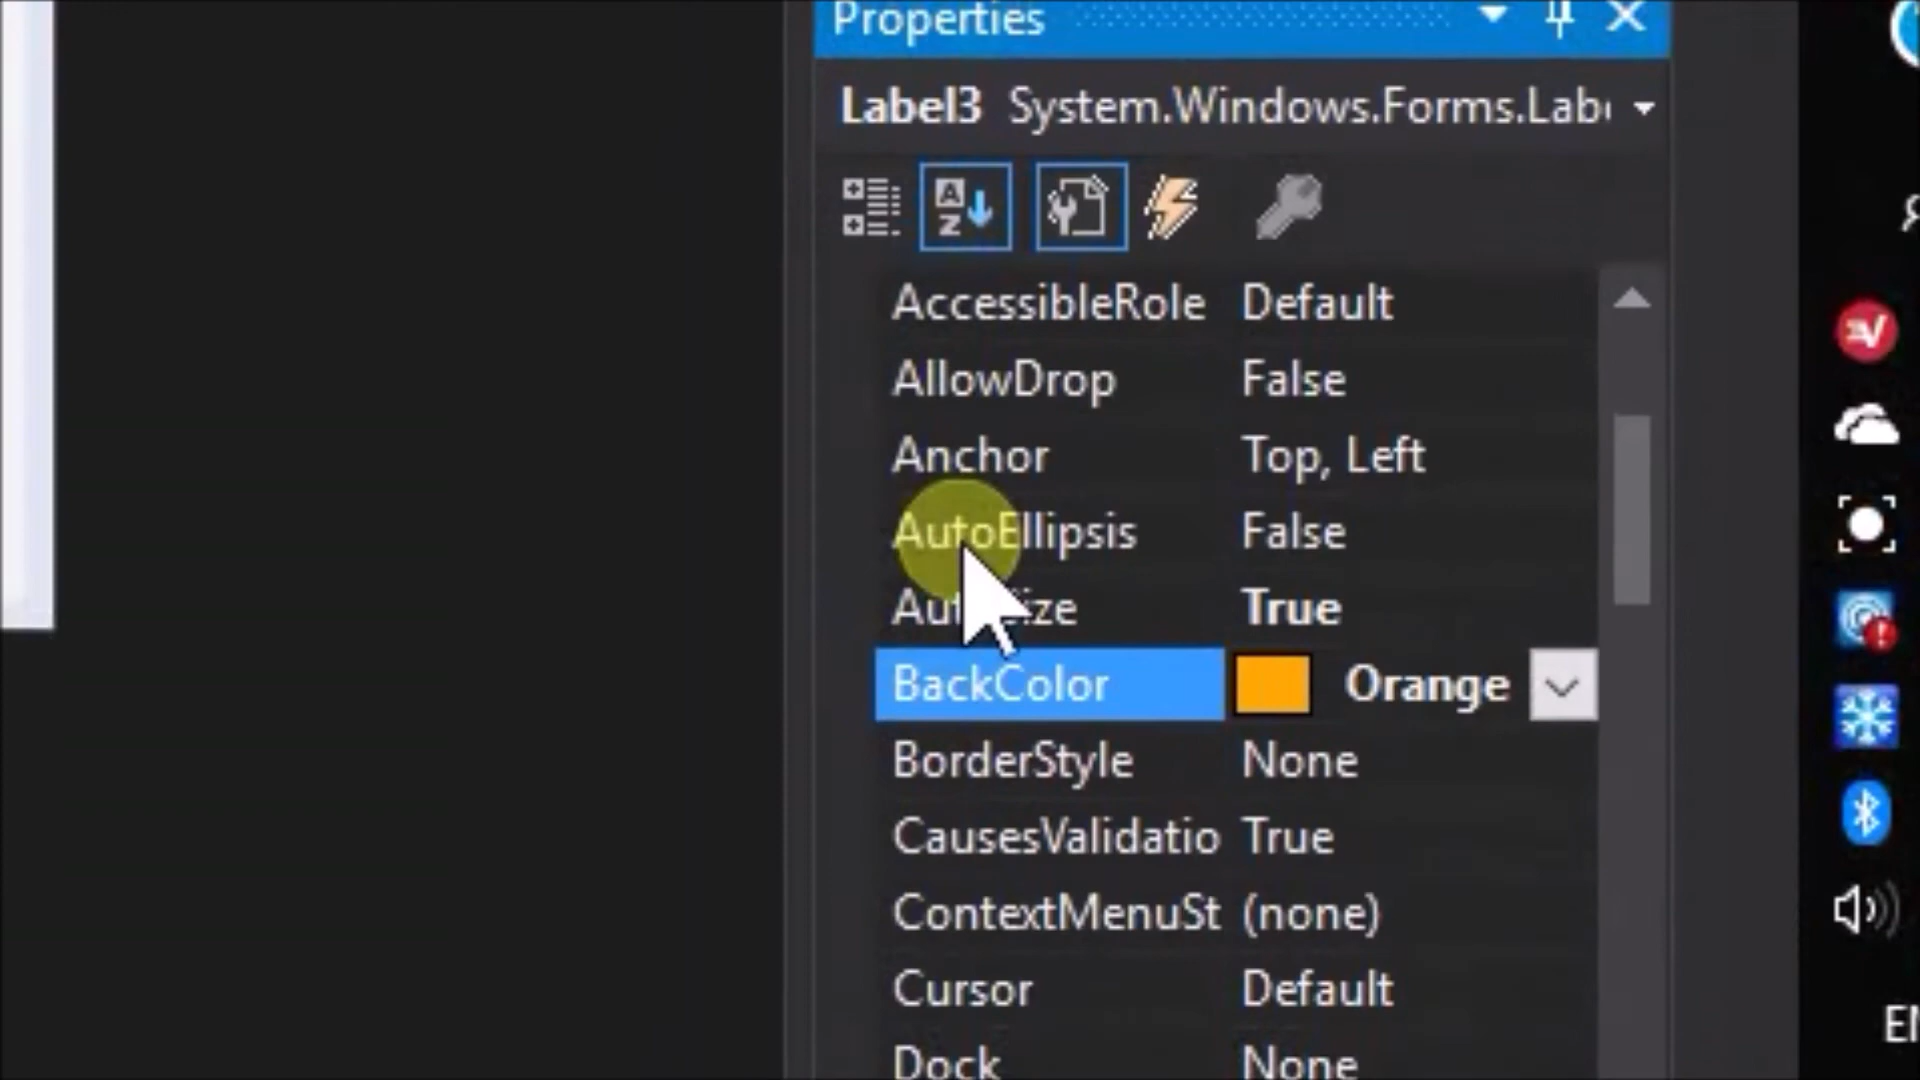 Properties
Label3 System.Windows.Forms.Lab
AccessibleRole Default
AllowDrop False
Anchor Top, Left
AutoEllipsis False
AutoSize True
BackColor Orange
BorderStyle None
CausesValidatio True
ContextMenuSt (none)
Cursor Default
Dock None